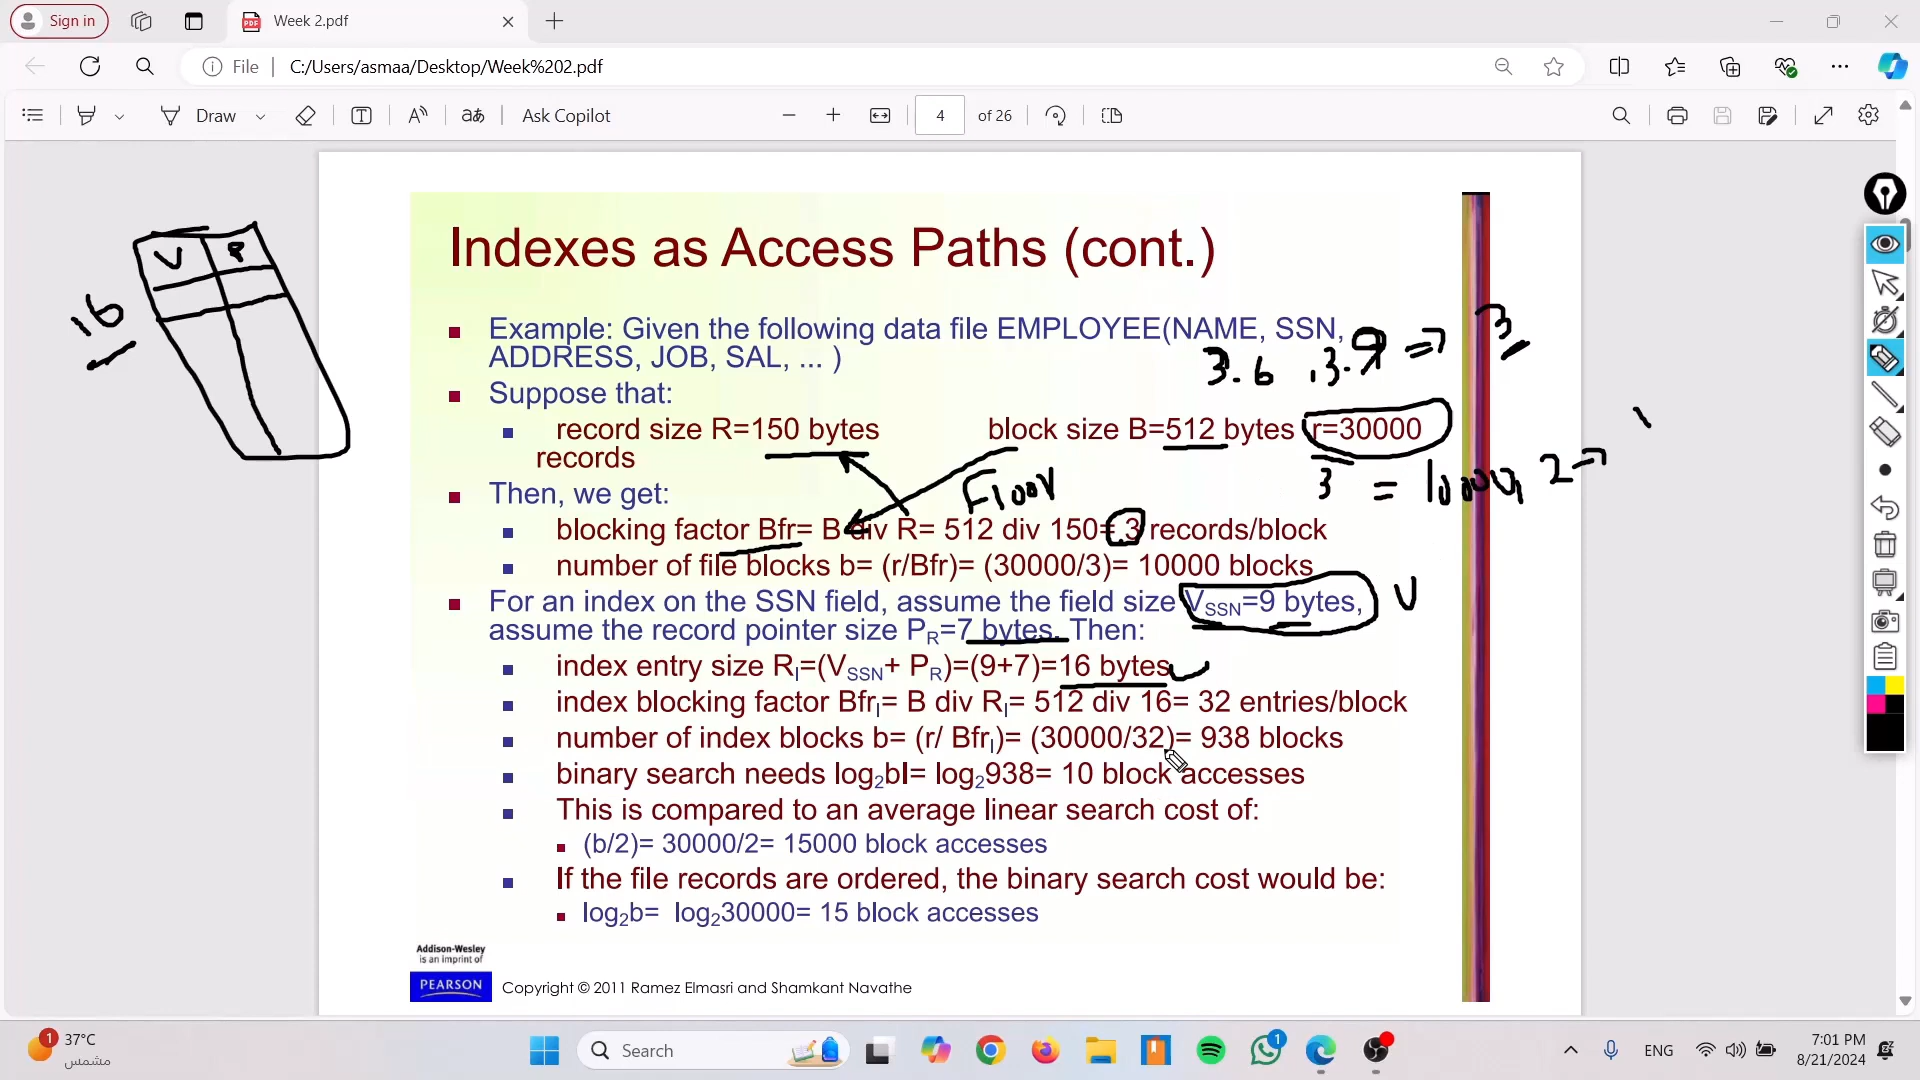 Sign in
Week 2.pdf
File
C:/Users/asmaa/Desktop/Week%202.pdf
Draw
aあ
Ask Copilot
4
of 26
Indexes as Access Paths (cont.)
V
P
16
Example: Given the following data file EMPLOYEE(NAME, SSN,
ADDRESS, JOB, SAL, ... )
3.6 , 3.9 => 3
Suppose that:
record size R=150 bytes block size B=512 bytes r=30000
records
3 = 10000, 2 =>
Then, we get:
Floor
blocking factor Bfr= B div R= 512 div 150= 3 records/block
number of file blocks b= (r/Bfr)= (30000/3)= 10000 blocks
For an index on the SSN field, assume the field size VSSN=9 bytes,
V
assume the record pointer size PR=7 bytes. Then:
index entry size RI=(VSSN+ PR)=(9+7)=16 bytes
index blocking factor BfrI= B div RI= 512 div 16= 32 entries/block
number of index blocks b= (r/ BfrI)= (30000/32)= 938 blocks
binary search needs log2bI= log2938= 10 block accesses
This is compared to an average linear search cost of:
(b/2)= 30000/2= 15000 block accesses
If the file records are ordered, the binary search cost would be:
log2b= log230000= 15 block accesses
Addison-Wesley
is an imprint of
PEARSON
Copyright © 2011 Ramez Elmasri and Shamkant Navathe
1
37°C
مشمس
Search
1
ENG
7:01 PM
8/21/2024